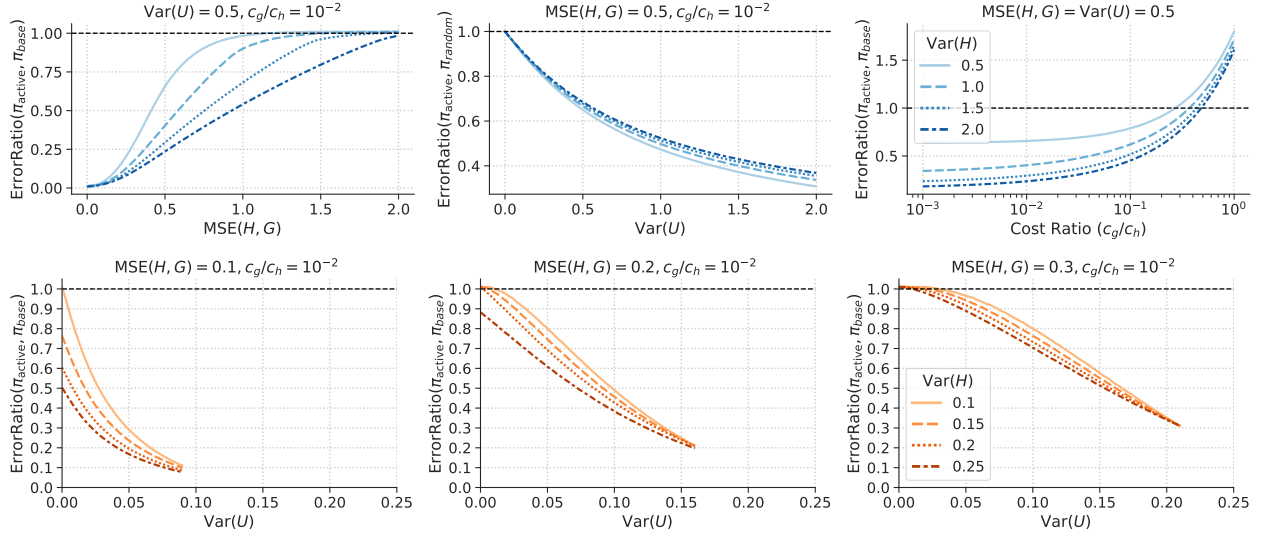 Var(U) = 0.5, c_g/c_h = 10^−2
ErrorRatio(π_active, π_base)
1.00
0.75
0.50
0.25
0.00
0.0 0.5 1.0 1.5 2.0
MSE(H, G)
MSE(H, G) = 0.5, c_g/c_h = 10^−2
ErrorRatio(π_active, π_random)
1.0
0.8
0.6
0.4
0.0 0.5 1.0 1.5 2.0
Var(U)
MSE(H, G) = Var(U) = 0.5
ErrorRatio(π_active, π_base)
1.5
1.0
0.5
Var(H)
0.5
1.0
1.5
2.0
10^−3 10^−2 10^−1 10^0
Cost Ratio (c_g/c_h)
MSE(H, G) = 0.1, c_g/c_h = 10^−2
ErrorRatio(π_active, π_base)
1.0
0.9
0.8
0.7
0.6
0.5
0.4
0.3
0.2
0.1
0.0
0.00 0.05 0.10 0.15 0.20 0.25
Var(U)
MSE(H, G) = 0.2, c_g/c_h = 10^−2
ErrorRatio(π_active, π_base)
1.0
0.9
0.8
0.7
0.6
0.5
0.4
0.3
0.2
0.1
0.0
0.00 0.05 0.10 0.15 0.20 0.25
Var(U)
MSE(H, G) = 0.3, c_g/c_h = 10^−2
ErrorRatio(π_active, π_base)
1.0
0.9
0.8
0.7
0.6
0.5
0.4
0.3
0.2
0.1
0.0
Var(H)
0.1
0.15
0.2
0.25
0.00 0.05 0.10 0.15 0.20 0.25
Var(U)